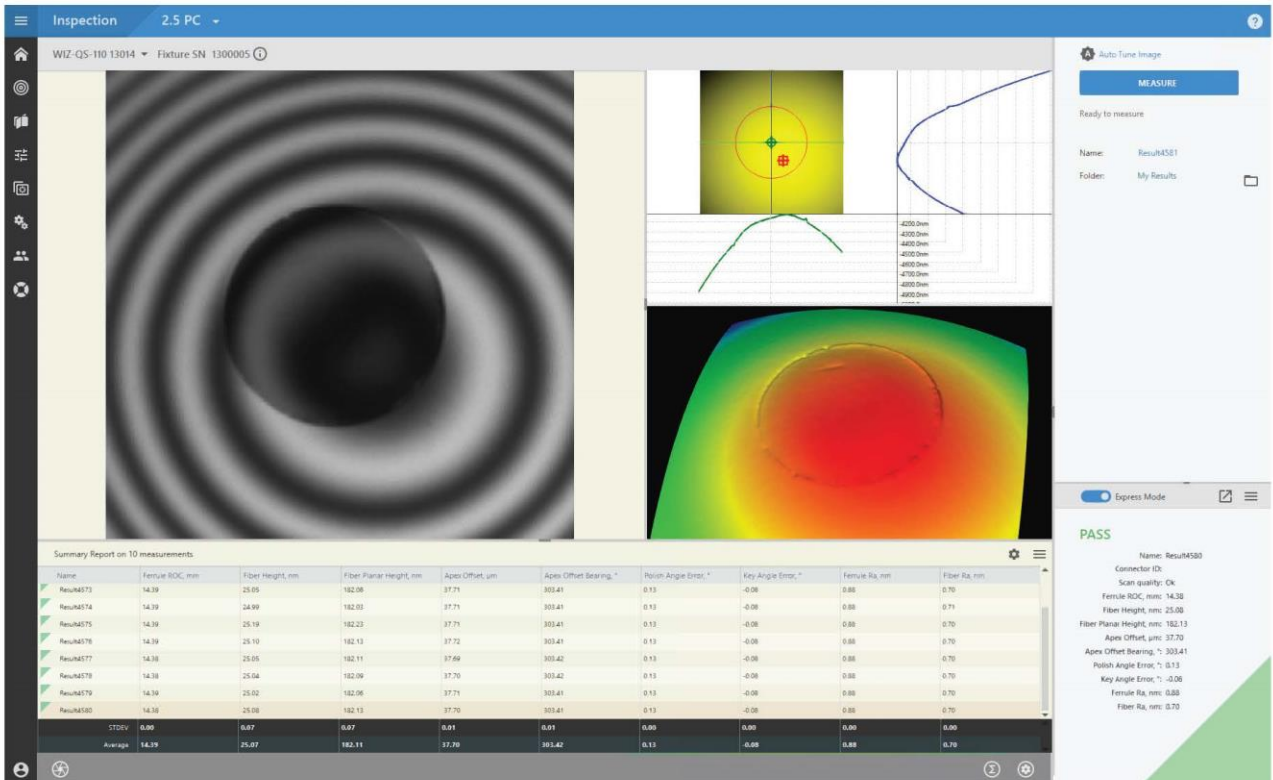 Inspection 2.5 PC
WIZ-QS-110 13014 Fixture SN 1300005
Auto Tune Image
MEASURE
Ready to measure
Name: Result4581
Folder: My Results
-4200.0nm
-4300.0nm
-4400.0nm
-4500.0nm
-4600.0nm
-4700.0nm
-4800.0nm
-4900.0nm
Summary Report on 10 measurements
Name Ferrule ROC, mm Fiber Height, nm Fiber Planar Height, nm Apex Offset, µm Apex Offset Bearing, ° Polish Angle Error, ° Key Angle Error, ° Ferrule Ra, nm Fiber Ra, nm
Result4573 14.39 25.05 182.08 37.71 303.41 0.13 -0.08 0.88 0.70
Result4574 14.39 24.99 182.03 37.71 303.41 0.13 -0.08 0.88 0.71
Result4575 14.39 25.19 182.23 37.71 303.41 0.13 -0.08 0.88 0.70
Result4576 14.39 25.10 182.13 37.72 303.41 0.13 -0.08 0.88 0.70
Result4577 14.38 25.05 182.11 37.69 303.42 0.13 -0.08 0.88 0.70
Result4578 14.38 25.04 182.09 37.70 303.42 0.13 -0.08 0.88 0.70
Result4579 14.39 25.02 182.06 37.71 303.41 0.13 -0.08 0.88 0.70
Result4580 14.38 25.08 182.13 37.70 303.41 0.13 -0.08 0.88 0.70
STDEV 0.00 0.07 0.07 0.01 0.01 0.00 0.00 0.00 0.00
Average 14.39 25.07 182.11 37.70 303.42 0.13 -0.08 0.88 0.70
Express Mode
PASS
Name: Result4580
Connector ID:
Scan quality: Ok
Ferrule ROC, mm: 14.38
Fiber Height, nm: 25.08
Fiber Planar Height, nm: 182.13
Apex Offset, µm: 37.70
Apex Offset Bearing, °: 303.41
Polish Angle Error, °: 0.13
Key Angle Error, °: -0.06
Ferrule Ra, nm: 0.88
Fiber Ra, nm: 0.70